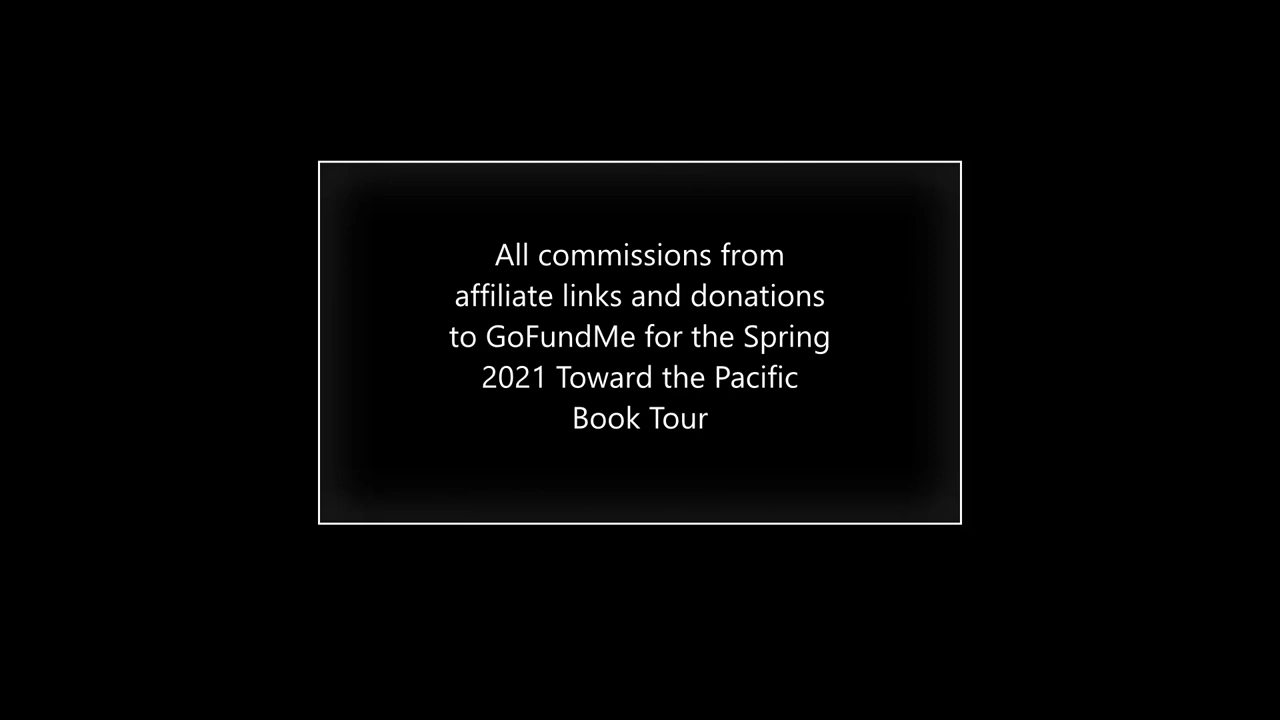 All commissions from
affiliate links and donations
to GoFundMe for the Spring
2021 Toward the Pacific
Book Tour